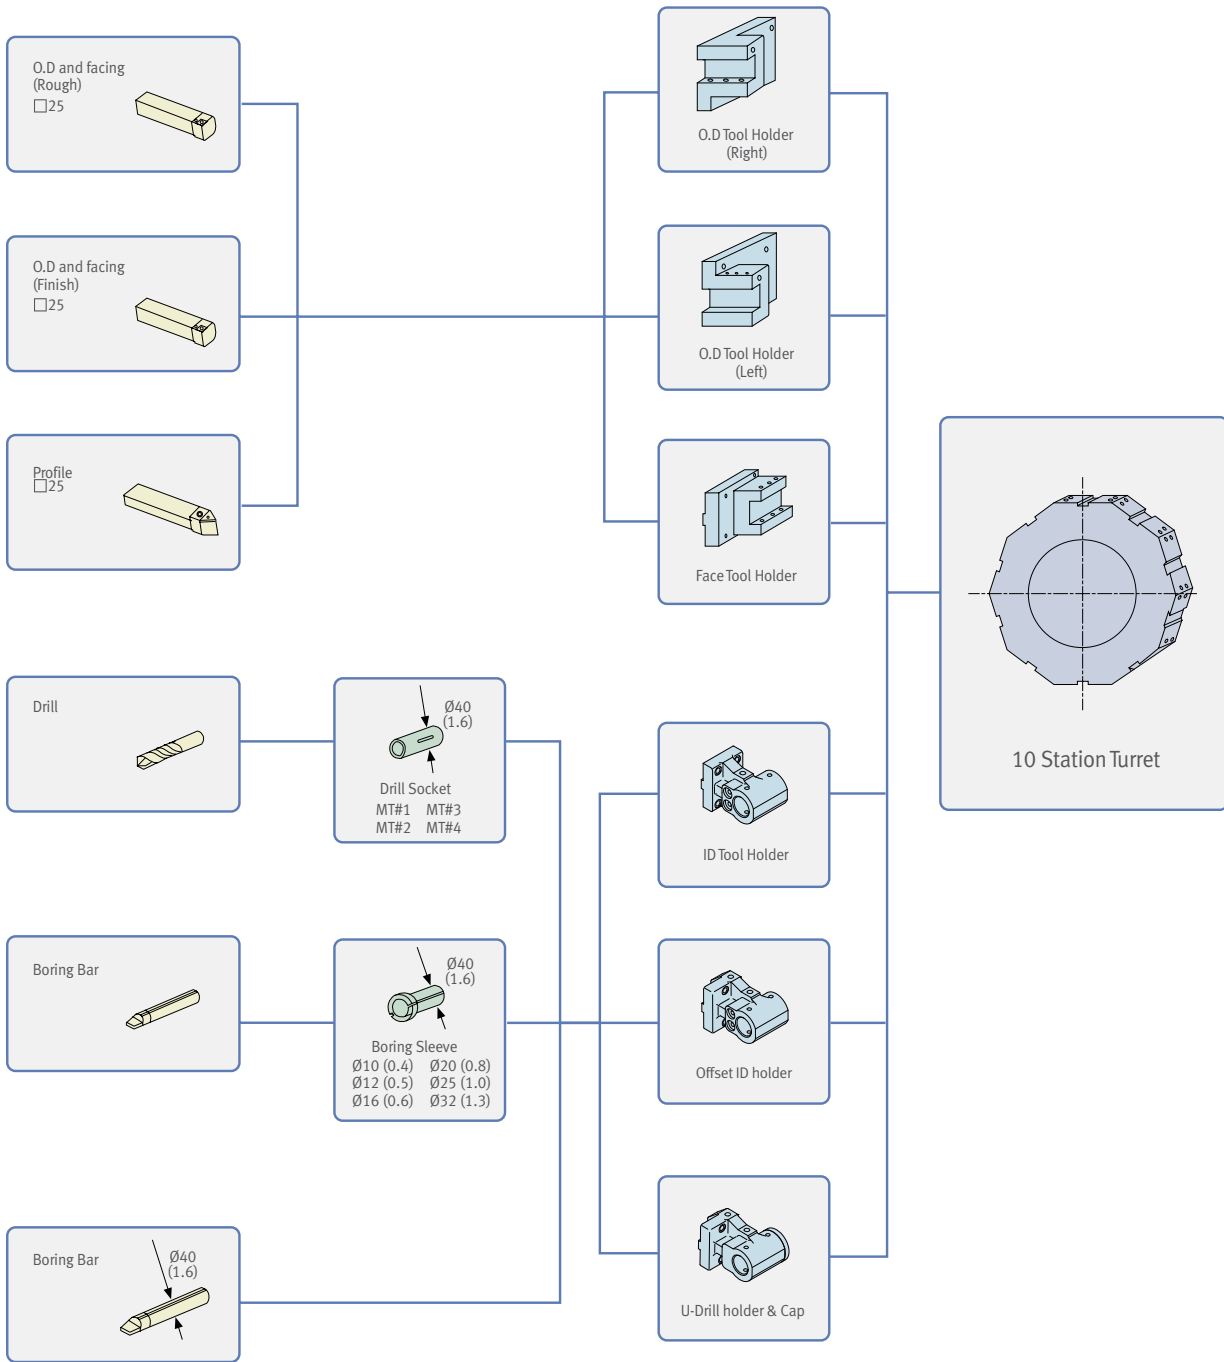 O.D and facing
(Rough)
□25
O.D and facing
(Finish)
□25
Profile
□25
Drill
Boring Bar
Boring Bar
Ø40
(1.6)
Ø40
(1.6)
Drill Socket
MT#1 MT#3
MT#2 MT#4
Ø40
(1.6)
Boring Sleeve
Ø10 (0.4) Ø20 (0.8)
Ø12 (0.5) Ø25 (1.0)
Ø16 (0.6) Ø32 (1.3)
O.D Tool Holder
(Right)
O.D Tool Holder
(Left)
Face Tool Holder
ID Tool Holder
Offset ID holder
U-Drill holder & Cap
10 Station Turret